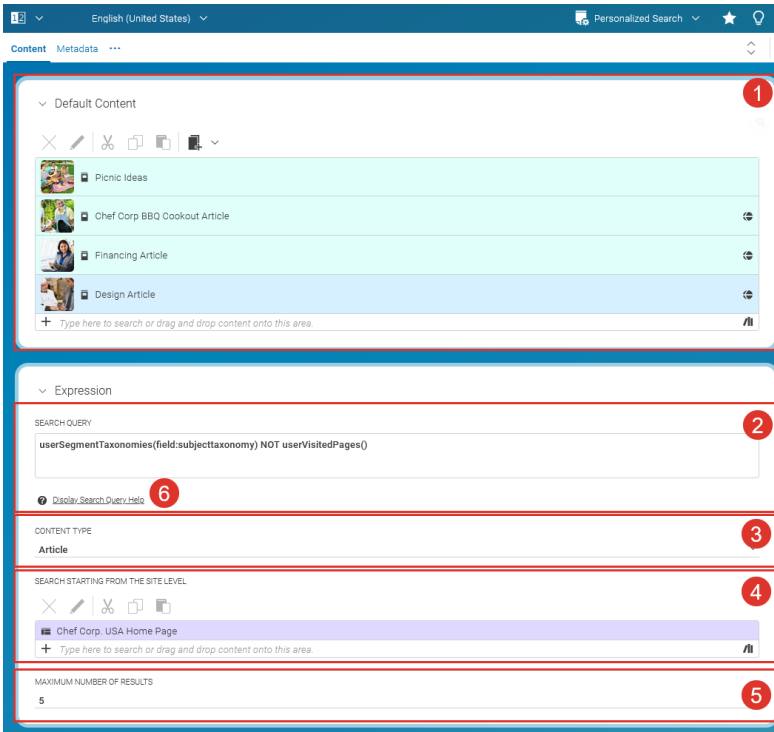 12 English (United States) Personalized Search
Content Metadata ...
1
Default Content
Picnic Ideas
Chef Corp BBQ Cookout Article
Financing Article
Design Article
Type here to search or drag and drop content onto this area.
Expression
2
SEARCH QUERY
userSegmentTaxonomies(field:subjecttaxonomy) NOT userVisitedPages()
Display Search Query Help 6
3
CONTENT TYPE
Article
4
SEARCH STARTING FROM THE SITE LEVEL
Chef Corp. USA Home Page
Type here to search or drag and drop content onto this area.
5
MAXIMUM NUMBER OF RESULTS
5